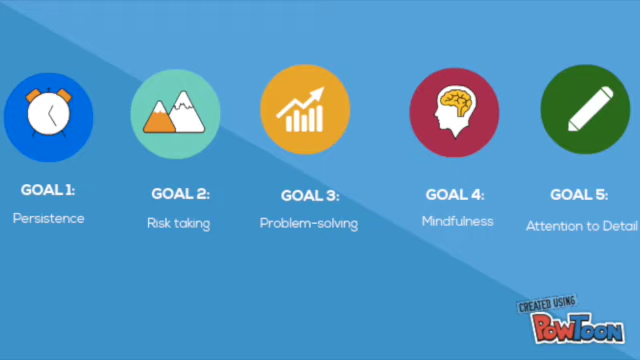 GOAL 1:
Persistence
GOAL 2:
Risk taking
GOAL 3:
Problem-solving
GOAL 4:
Mindfulness
GOAL 5:
Attention to Detail
CREATED USING
POWTOON